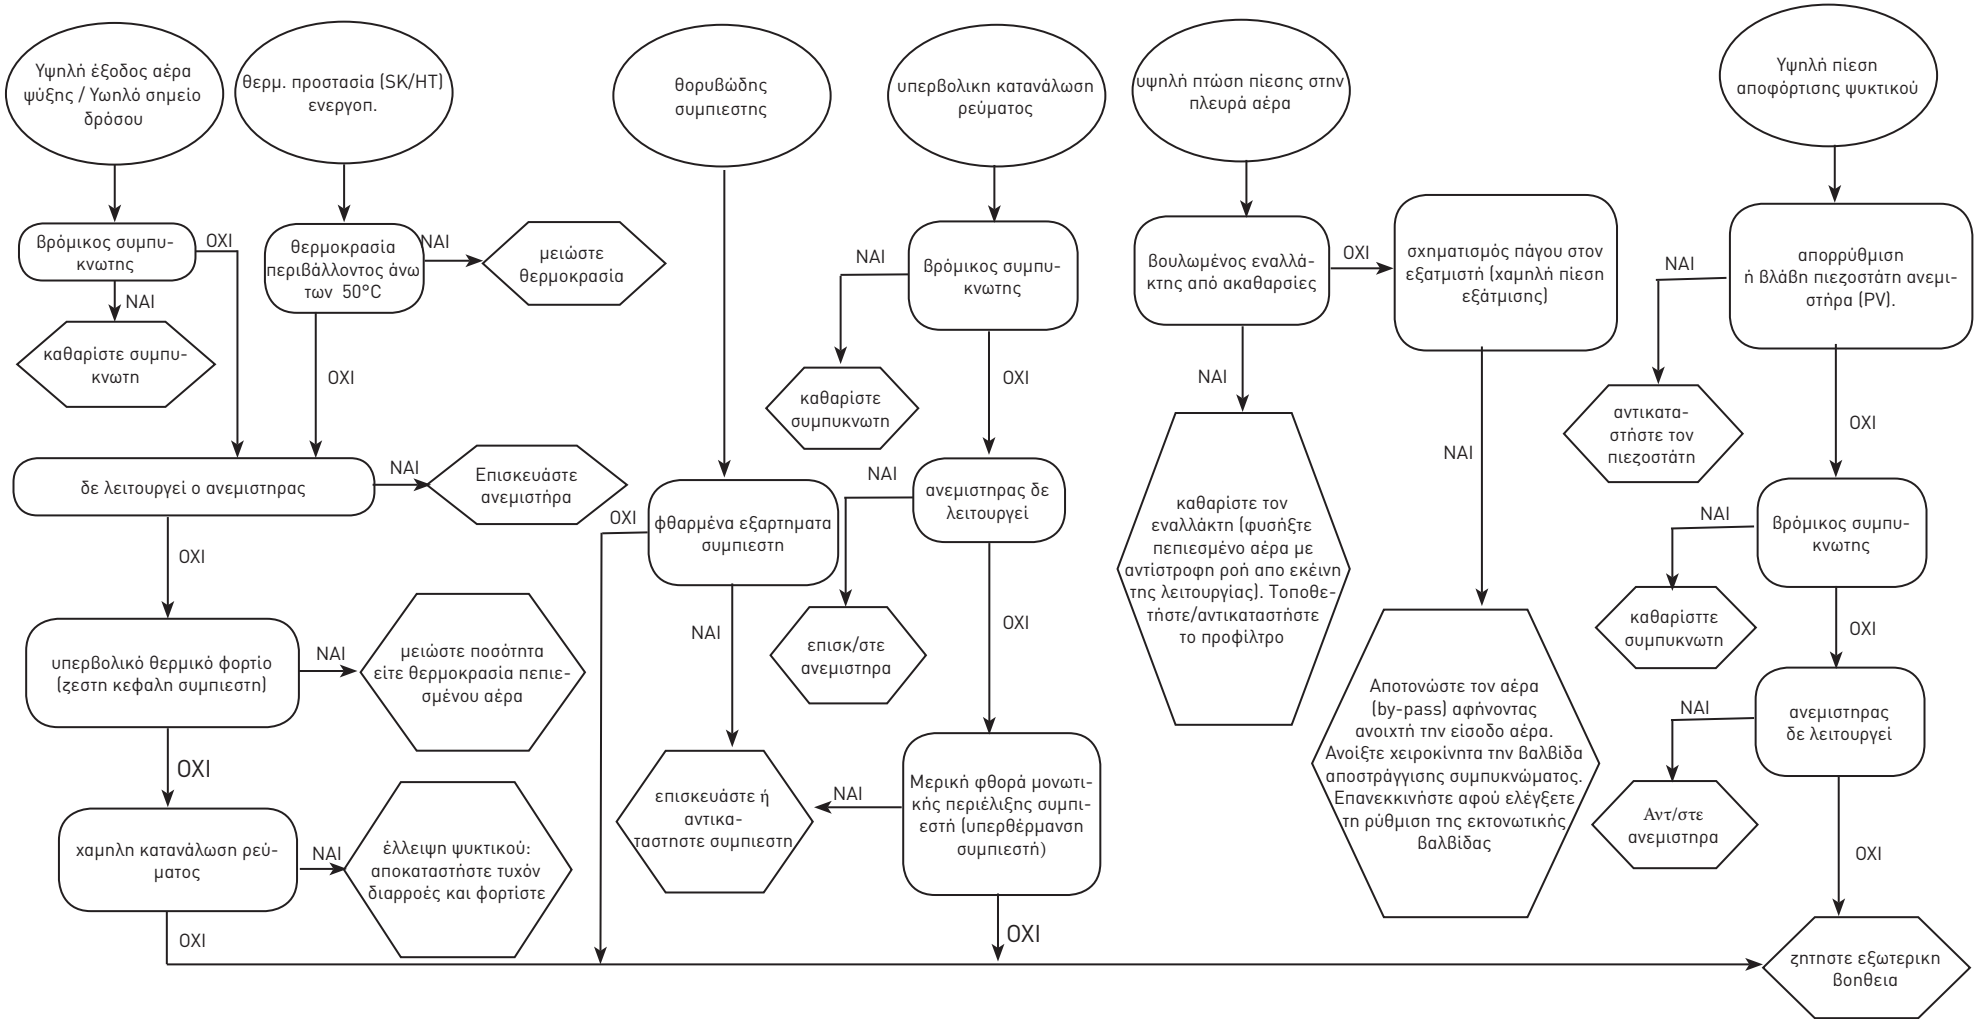 Υψηλή έξοδος αέρα
ψύξης / Υωηλό σημείο
δρόσου
θερμ. προστασία (SK/HT)
ενεργοπ.
θορυβώδης
συμπιεστης
υπερβολικη κατανάλωση
ρεύματος
υψηλή πτώση πίεσης στην
πλευρά αέρα
Υψηλή πίεση
αποφόρτισης ψυκτικού
βρόμικος συμπυ-
κνωτης
ΟΧΙ
ΝΑΙ
καθαρίστε συμπυ-
κνωτη
θερμοκρασία
περιβάλλοντος άνω
των 50°C
ΝΑΙ
μειώστε
θερμοκρασία
ΟΧΙ
δε λειτουργεί ο ανεμιστηρας
ΝΑΙ
Επισκευάστε
ανεμιστήρα
ΟΧΙ
υπερβολικό θερμικό φορτίο
(ζεστη κεφαλη συμπιεστη)
ΝΑΙ
μειώστε ποσότητα
είτε θερμοκρασία πεπιε-
σμένου αέρα
ΟΧΙ
χαμηλη κατανάλωση ρεύ-
ματος
ΝΑΙ
έλλειψη ψυκτικού:
αποκαταστήστε τυχόν
διαρροές και φορτίστε
ΟΧΙ
φθαρμένα εξαρτηματα
συμπιεστη
ΟΧΙ
ΝΑΙ
επισκευάστε ή
αντικα-
ταστηστε συμπιεστη
βρόμικος συμπυ-
κνωτης
ΝΑΙ
καθαρίστε
συμπυκνωτη
ΟΧΙ
ανεμιστηρας δε
λειτουργεί
ΝΑΙ
επισκ/στε
ανεμιστηρα
ΟΧΙ
Μερική φθορά μονωτι-
κής περιέλιξης συμπι-
εστή (υπερθέρμανση
συμπιεστή)
ΝΑΙ
ΟΧΙ
βουλωμένος εναλλά-
κτης από ακαθαρσίες
ΟΧΙ
ΝΑΙ
καθαρίστε τον
εναλλάκτη (φυσήξτε
πεπιεσμένο αέρα με
αντίστροφη ροή απο εκέινη
της λειτουργίας). Τοποθε-
τήστε/αντικαταστήστε
το προφίλτρο
σχηματισμός πάγου στον
εξατμιστή (χαμηλή πίεση
εξάτμισης)
ΝΑΙ
Αποτονώστε τον αέρα
(by-pass) αφήνοντας
ανοιχτή την είσοδο αέρα.
Ανοίξτε χειροκίνητα την βαλβίδα
αποστράγγισης συμπυκνώματος.
Επανεκκινήστε αφού ελέγξετε
τη ρύθμιση της εκτονωτικής
βαλβίδας
απορρύθμιση
ή βλάβη πιεζοστάτη ανεμι-
στήρα (PV).
ΝΑΙ
αντικατα-
στήστε τον
πιεζοστάτη
ΟΧΙ
βρόμικος συμπυ-
κνωτης
ΝΑΙ
καθαρίσττε
συμπυκνωτη
ΟΧΙ
ανεμιστηρας
δε λειτουργεί
ΝΑΙ
Αντ/στε
ανεμιστηρα
ΟΧΙ
ζητηστε εξωτερικη
βοηθεια